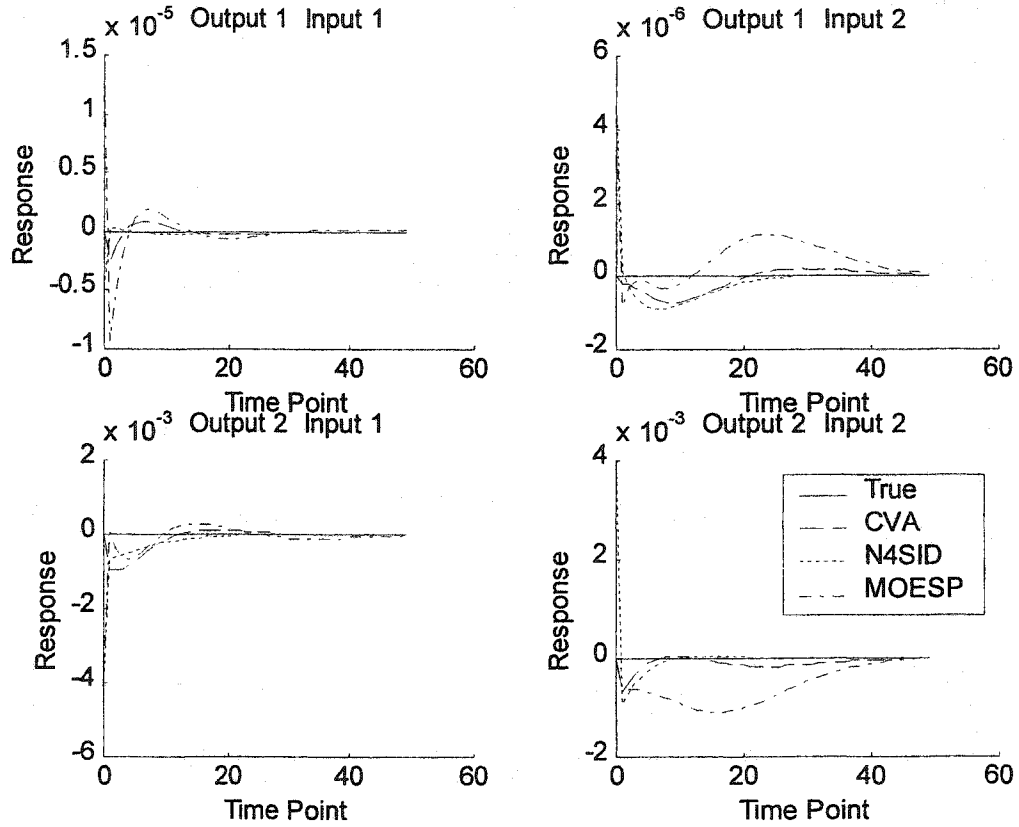 x 10-5 Output 1 Input 1
1.5
1
0.5
0
-0.5
-1
Response
0 20 40 60
Time Point
x 10-6 Output 1 Input 2
6
4
2
0
-2
Response
0 20 40 60
Time Point
x 10-3 Output 2 Input 1
2
0
-2
-4
-6
Response
0 20 40 60
Time Point
x 10-3 Output 2 Input 2
4
2
0
-2
Response
True
CVA
N4SID
MOESP
0 20 40 60
Time Point